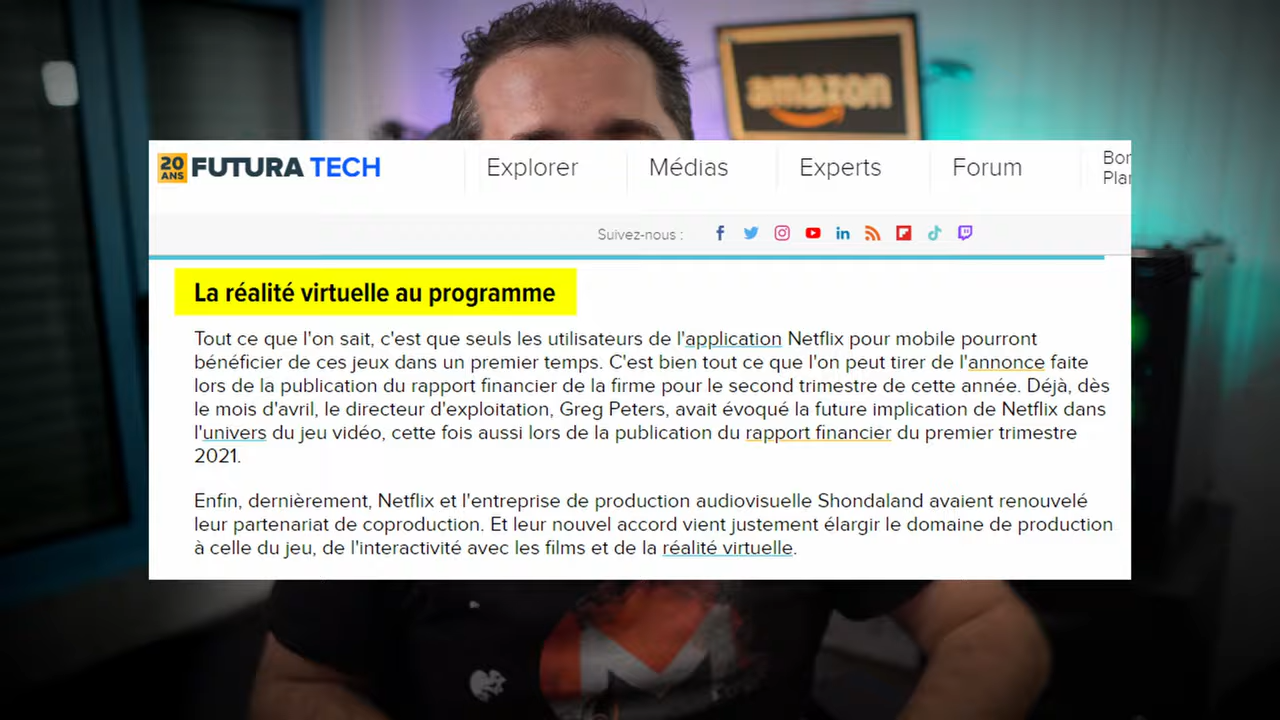 amazon
20 ANS FUTURA TECH Explorer Médias Experts Forum
Suivez-nous :
La réalité virtuelle au programme
Tout ce que l'on sait, c'est que seuls les utilisateurs de l'application Netflix pour mobile pourront
bénéficier de ces jeux dans un premier temps. C'est bien tout ce que l'on peut tirer de l'annonce faite
lors de la publication du rapport financier de la firme pour le second trimestre de cette année. Déjà, dès
le mois d'avril, le directeur d'exploitation, Greg Peters, avait évoqué la future implication de Netflix dans
l'univers du jeu vidéo, cette fois aussi lors de la publication du rapport financier du premier trimestre
2021.
Enfin, dernièrement, Netflix et l'entreprise de production audiovisuelle Shondaland avaient renouvelé
leur partenariat de coproduction. Et leur nouvel accord vient justement élargir le domaine de production
à celle du jeu, de l'interactivité avec les films et de la réalité virtuelle.